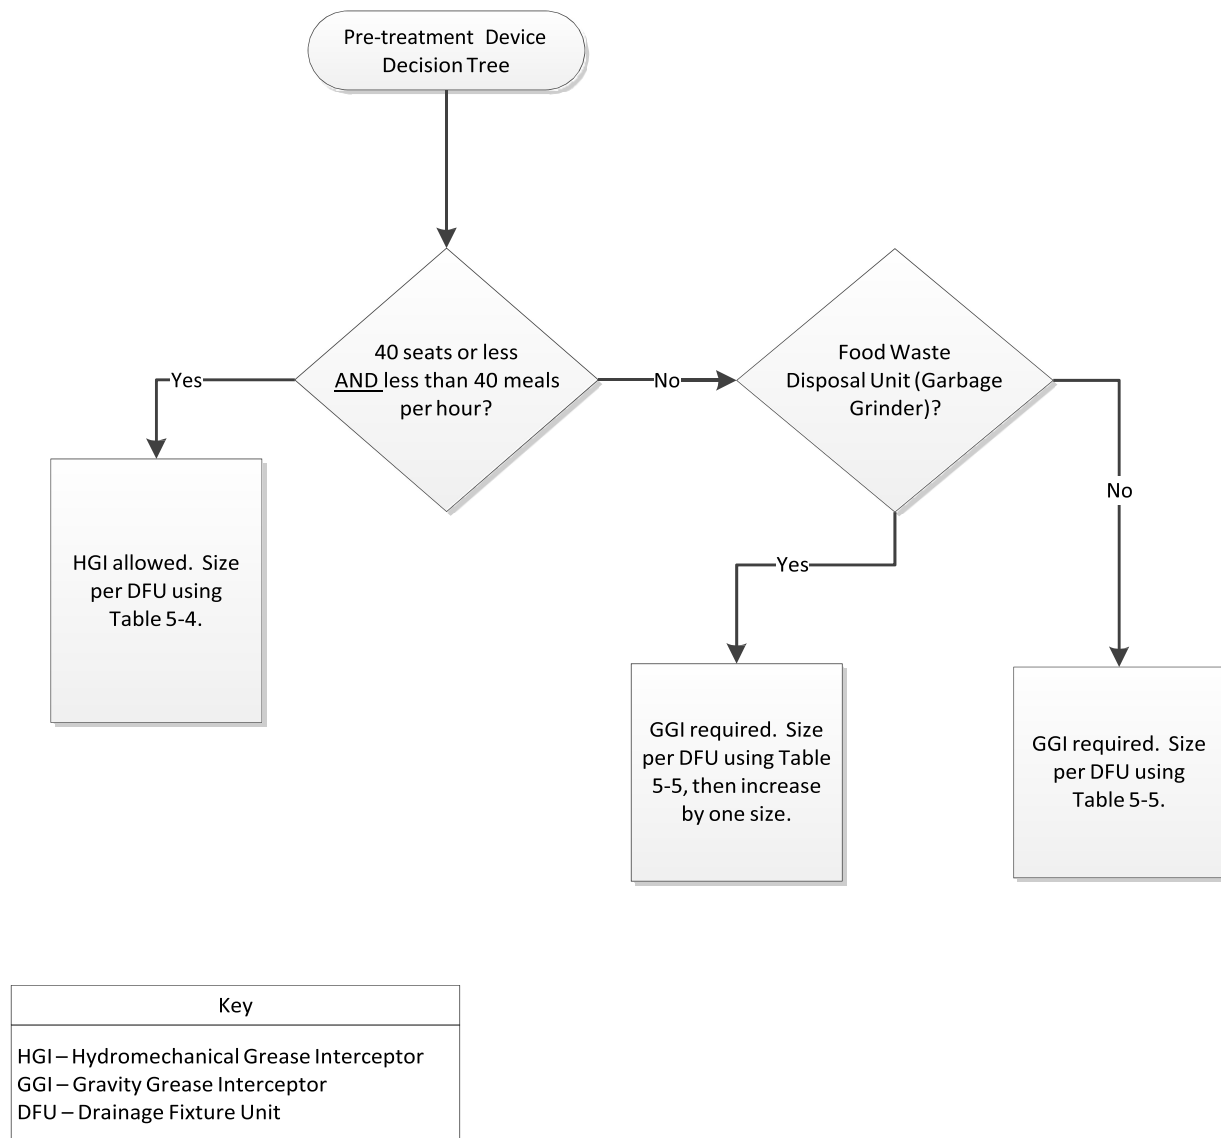 Pre-treatment Device
Decision Tree
40 seats or less
AND less than 40 meals
per hour?
Yes
No
Food Waste
Disposal Unit (Garbage
Grinder)?
No
Yes
HGI allowed. Size
per DFU using
Table 5-4.
GGI required. Size
per DFU using Table
5-5, then increase
by one size.
GGI required. Size
per DFU using
Table 5-5.
Key
HGI – Hydromechanical Grease Interceptor
GGI – Gravity Grease Interceptor
DFU – Drainage Fixture Unit